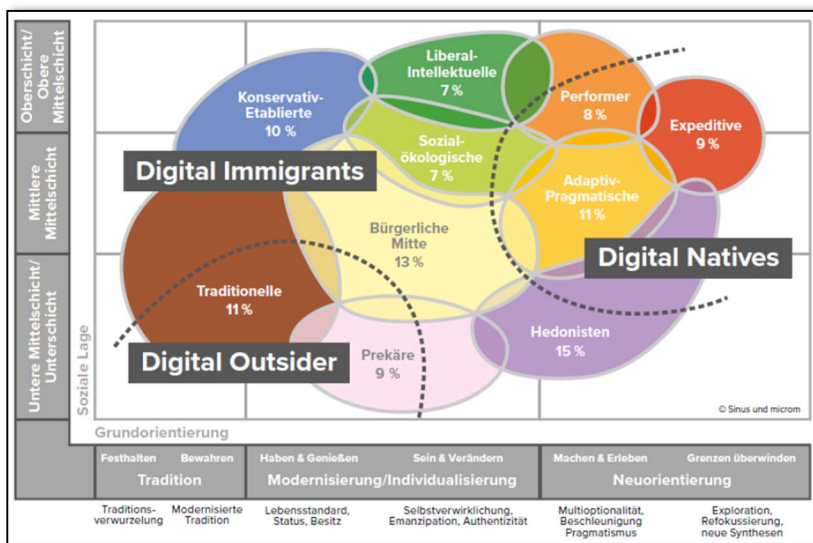 Oberschicht/
Obere
Mittelschicht
Mittlere
Mittelschicht
Untere Mittelschicht/
Unterschicht
Soziale Lage
Konservativ-
Etablierte
10 %
Liberal-
Intellektuelle
7 %
Performer
8 %
Expeditive
9 %
Sozial-
ökologische
7 %
Digital Immigrants
Adaptiv-
Pragmatische
11 %
Bürgerliche
Mitte
13 %
Digital Natives
Traditionelle
11 %
Hedonisten
15 %
Digital Outsider
Prekäre
9 %
© Sinus und microm
Grundorientierung
Festhalten Bewahren Haben & Genießen Sein & Verändern Machen & Erleben Grenzen überwinden
Tradition Modernisierung/Individualisierung Neuorientierung
Traditions-
verwurzelung
Modernisierte
Tradition
Lebensstandard,
Status, Besitz
Selbstverwirklichung,
Emanzipation, Authentizität
Multioptionalität,
Beschleunigung
Pragmatismus
Exploration,
Refokussierung,
neue Synthesen